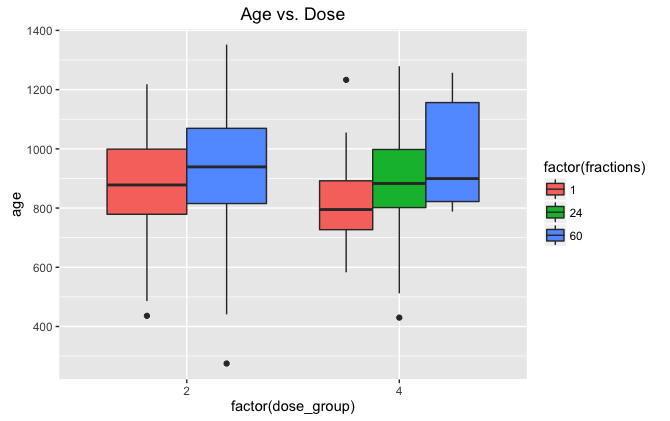 Age vs. Dose
1400
1200
1000
800
600
400
age
2
4
factor(dose_group)
factor(fractions)
1
24
60